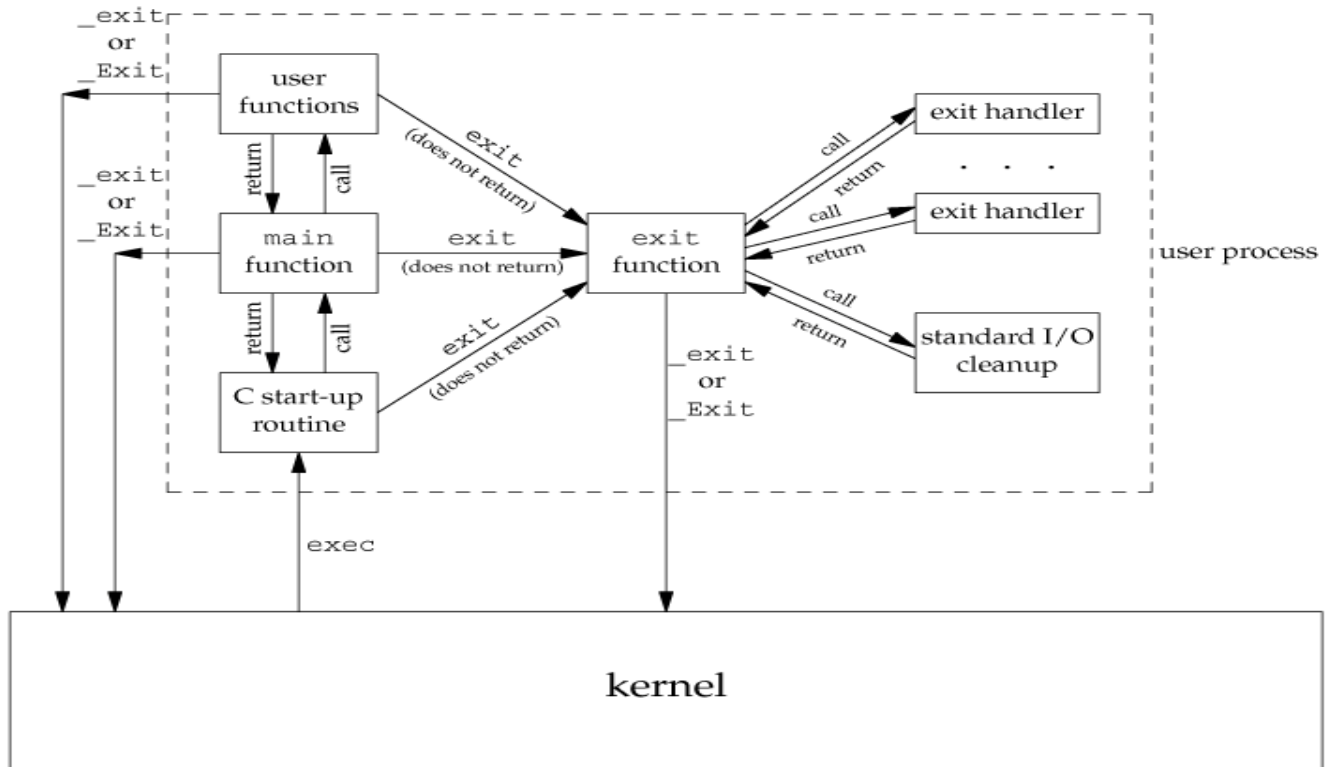 _exit
or
_Exit
user
functions
exit
(does not return)
exit handler
call
return
. . .
return
call
_exit
or
_Exit
main
function
exit
(does not return)
exit
function
call
return
exit handler
user process
return
call
exit
(does not return)
call
return
standard I/O
cleanup
C start-up
routine
_exit
or
_Exit
exec
kernel